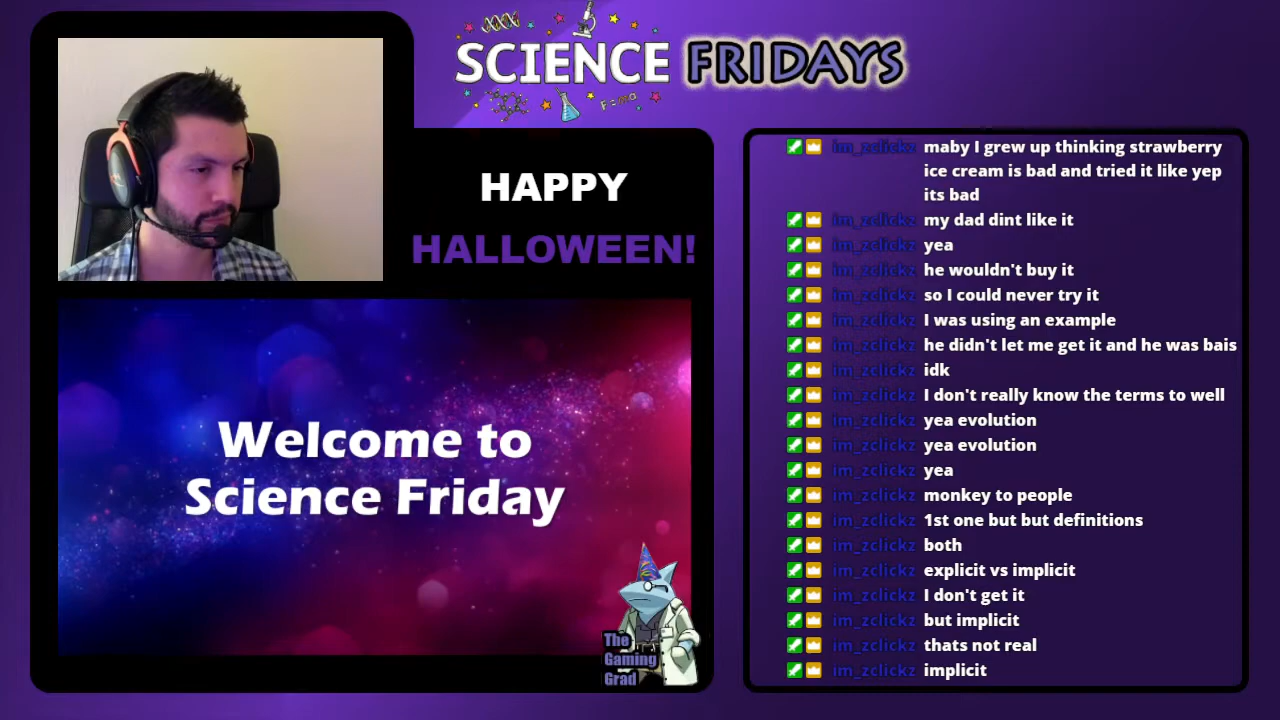 SCIENCE FRIDAYS
F=ma
HAPPY
HALLOWEEN!
Welcome to
Science Friday
The
Gaming
Grad
im_zclickz maby I grew up thinking strawberry
ice cream is bad and tried it like yep
its bad
im_zclickz my dad dint like it
im_zclickz yea
im_zclickz he wouldn't buy it
im_zclickz so I could never try it
im_zclickz I was using an example
im_zclickz he didn't let me get it and he was bais
im_zclickz idk
im_zclickz I don't really know the terms to well
im_zclickz yea evolution
im_zclickz yea evolution
im_zclickz yea
im_zclickz monkey to people
im_zclickz 1st one but but definitions
im_zclickz both
im_zclickz explicit vs implicit
im_zclickz I don't get it
im_zclickz but implicit
im_zclickz thats not real
im_zclickz implicit